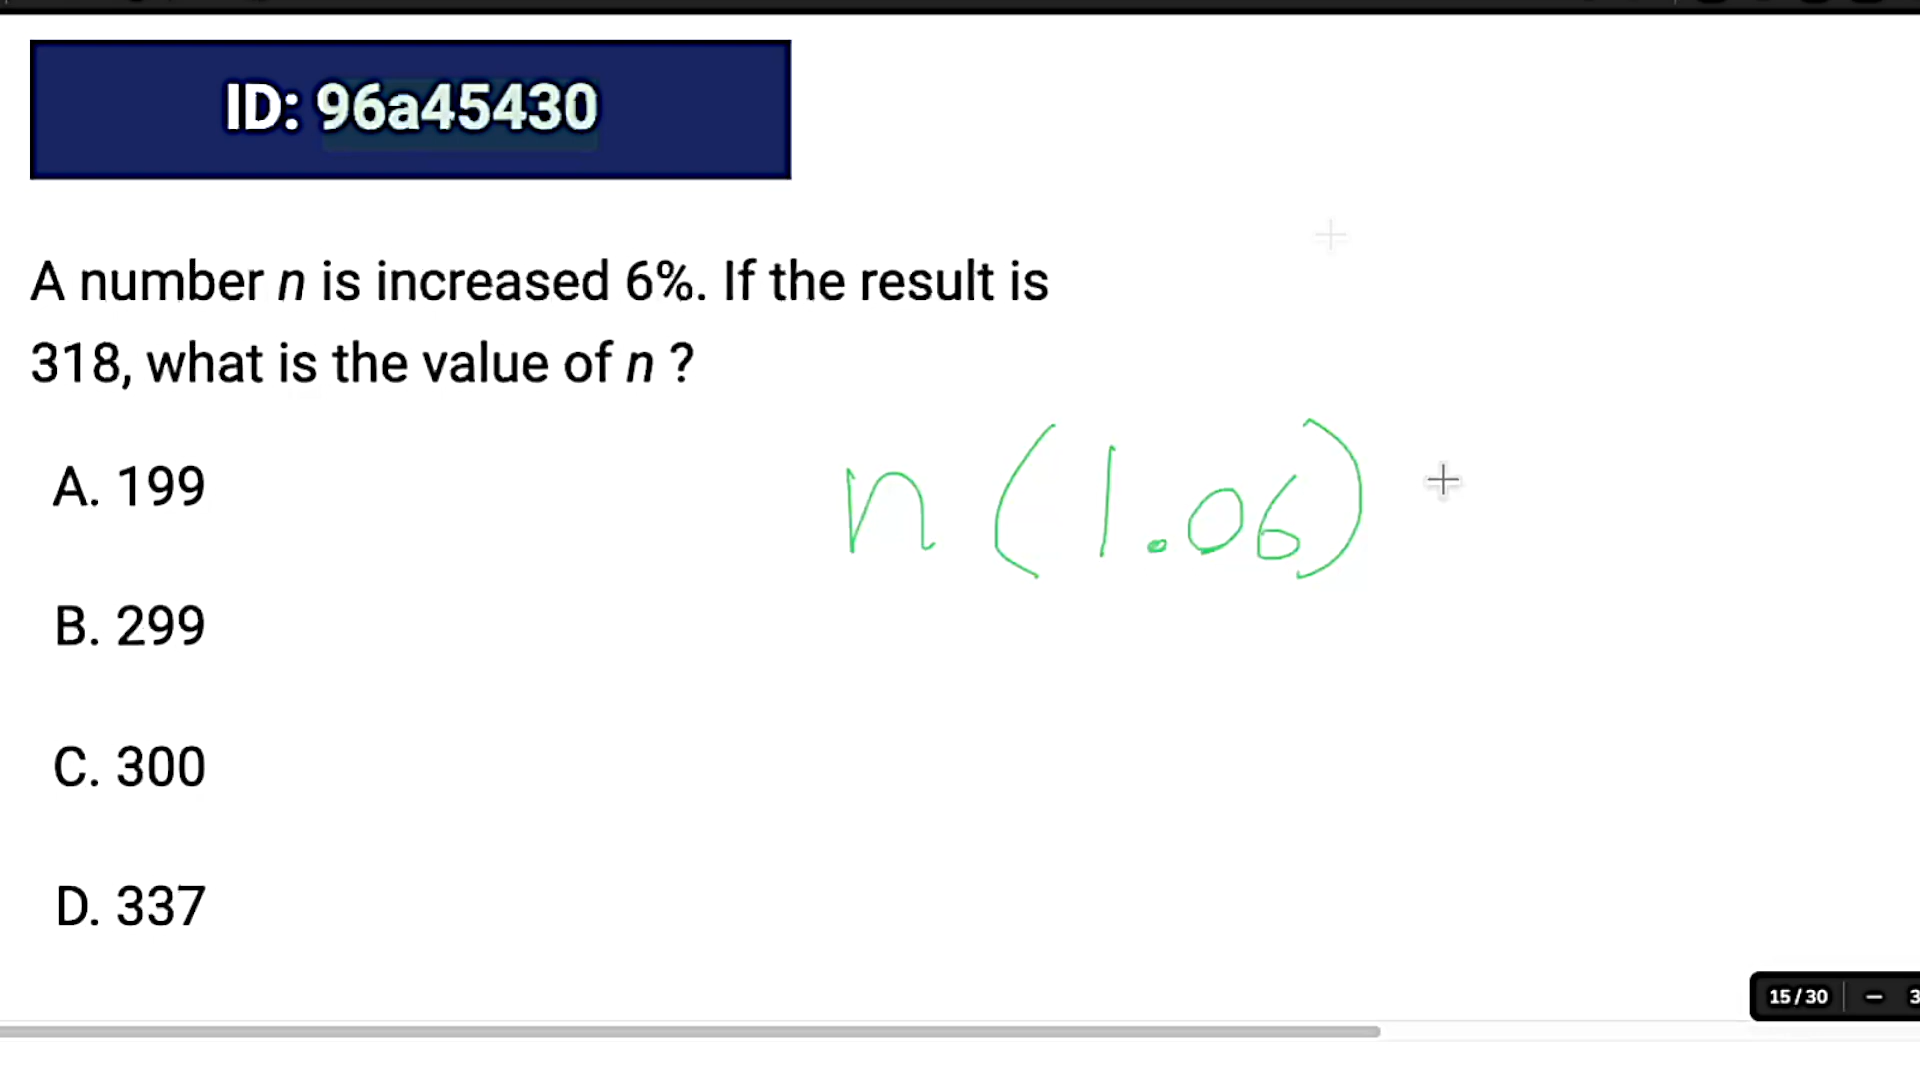 ID: 96a45430
A number n is increased 6%. If the result is
318, what is the value of n ?
A. 199
n (1.06)
B. 299
C. 300
D. 337
15 / 30 − 3